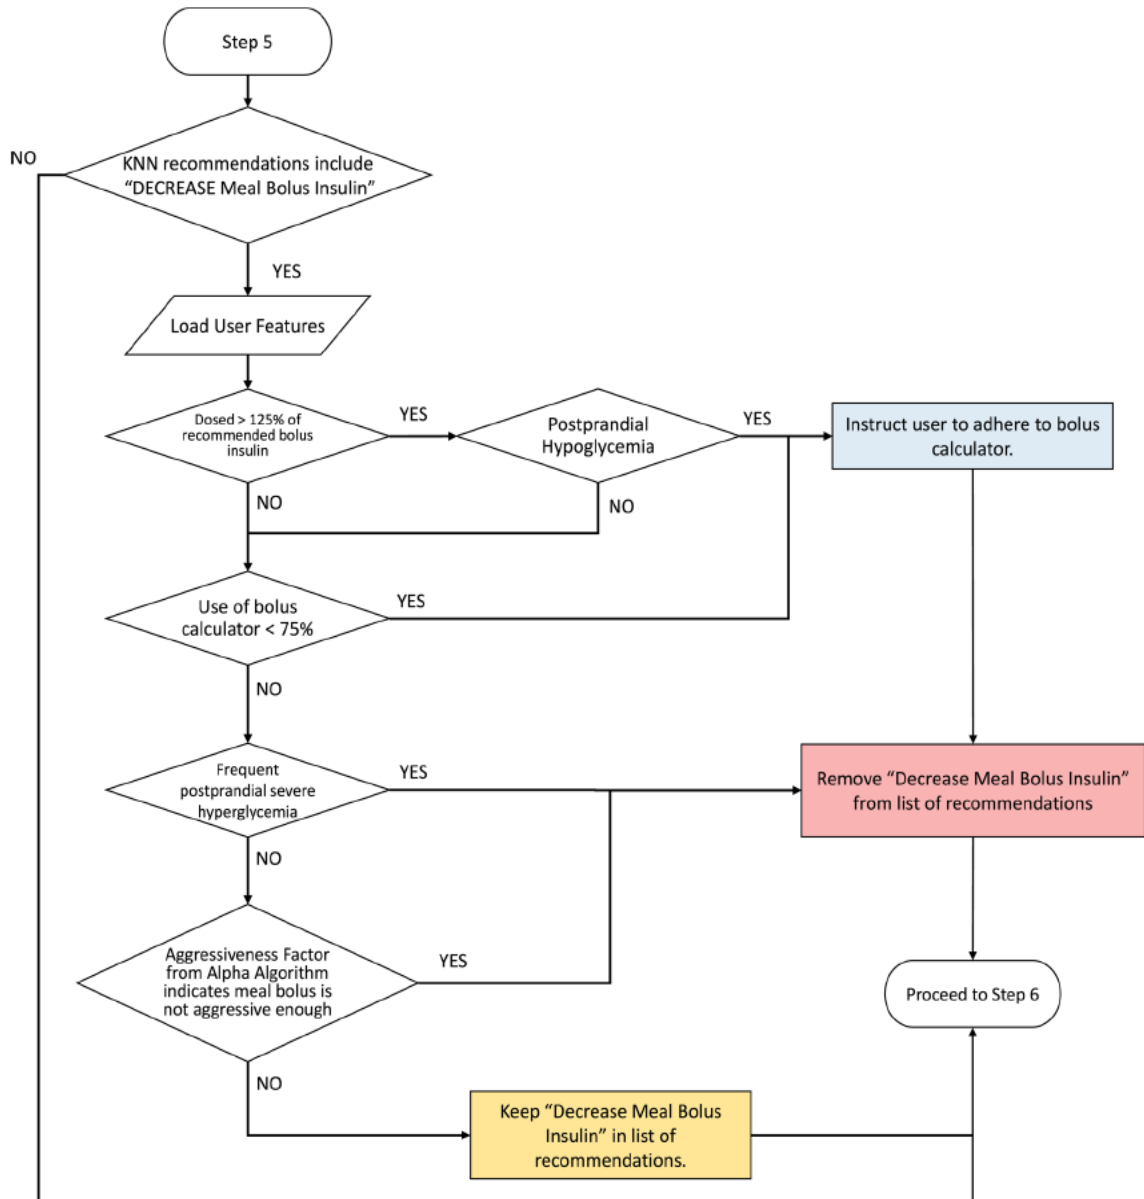 Step 5
NO
KNN recommendations include
“DECREASE Meal Bolus Insulin”
YES
Load User Features
Dosed > 125% of
recommended bolus
insulin
YES
Postprandial
Hypoglycemia
YES
Instruct user to adhere to bolus
calculator.
NO
NO
Use of bolus
calculator < 75%
YES
NO
Frequent
postprandial severe
hyperglycemia
YES
Remove “Decrease Meal Bolus Insulin”
from list of recommendations
NO
Aggressiveness Factor
from Alpha Algorithm
indicates meal bolus is
not aggressive enough
YES
Proceed to Step 6
NO
Keep “Decrease Meal Bolus
Insulin” in list of
recommendations.